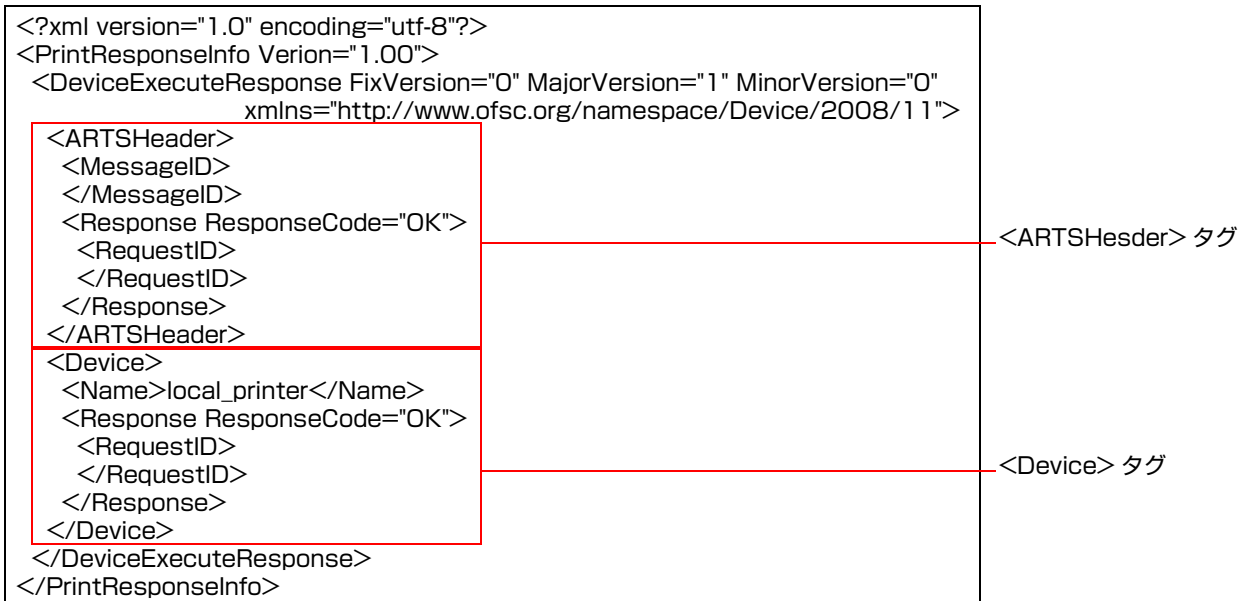 <?xml version="1.0" encoding="utf-8"?>
<PrintResponseInfo Verion="1.00">
<DeviceExecuteResponse FixVersion="0" MajorVersion="1" MinorVersion="0"
xmlns="http://www.ofsc.org/namespace/Device/2008/11">
<ARTSHeader>
<MessageID>
</MessageID>
<Response ResponseCode="OK">
<RequestID>
</RequestID>
</Response>
</ARTSHeader>
<ARTSHesder> タグ
<Device>
<Name>local_printer</Name>
<Response ResponseCode="OK">
<RequestID>
</RequestID>
</Response>
</Device>
<Device> タグ
</DeviceExecuteResponse>
</PrintResponseInfo>